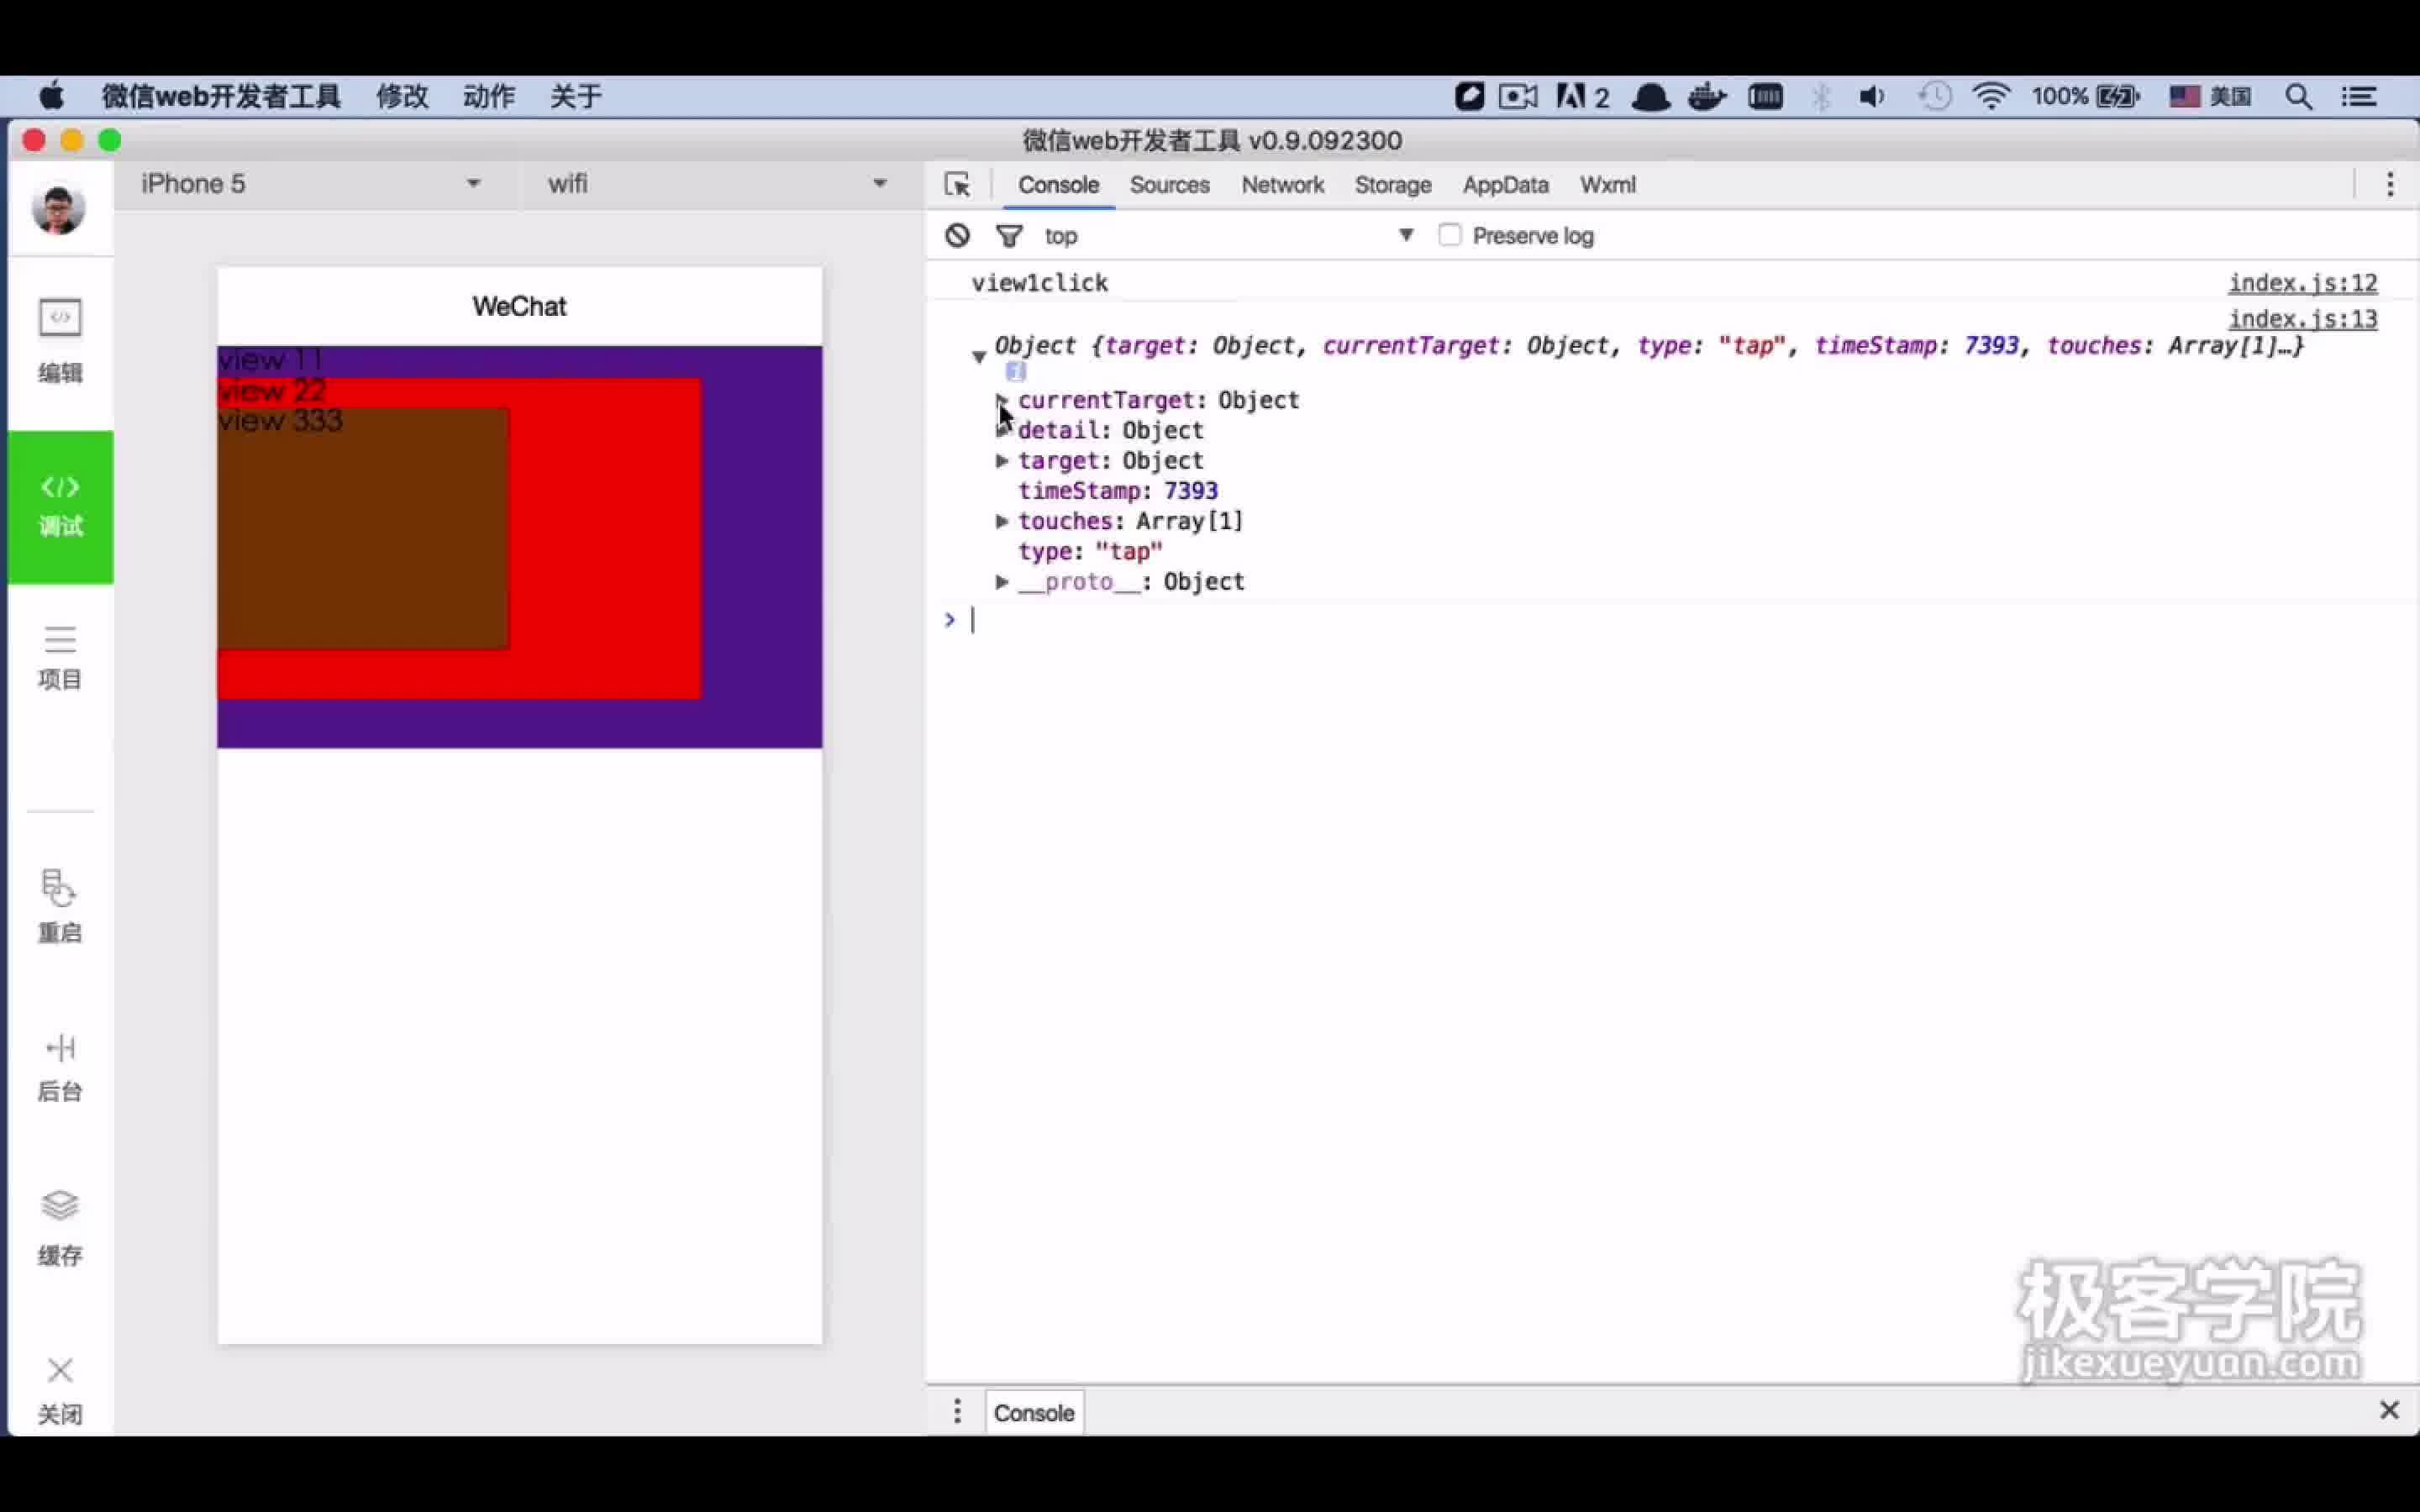 微信web开发者工具 修改 动作 关于 2 100% 美国
微信web开发者工具 v0.9.092300
iPhone 5 wifi
Console Sources Network Storage AppData Wxml
top Preserve log
编辑
调试
项目
重启
后台
缓存
关闭
WeChat
view 11
view 22
view 333
view1click index.js:12
index.js:13
Object {target: Object, currentTarget: Object, type: "tap", timeStamp: 7393, touches: Array[1]…}
currentTarget: Object
detail: Object
target: Object
timeStamp: 7393
touches: Array[1]
type: "tap"
__proto__: Object
>
极客学院
jikexueyuan.com
Console